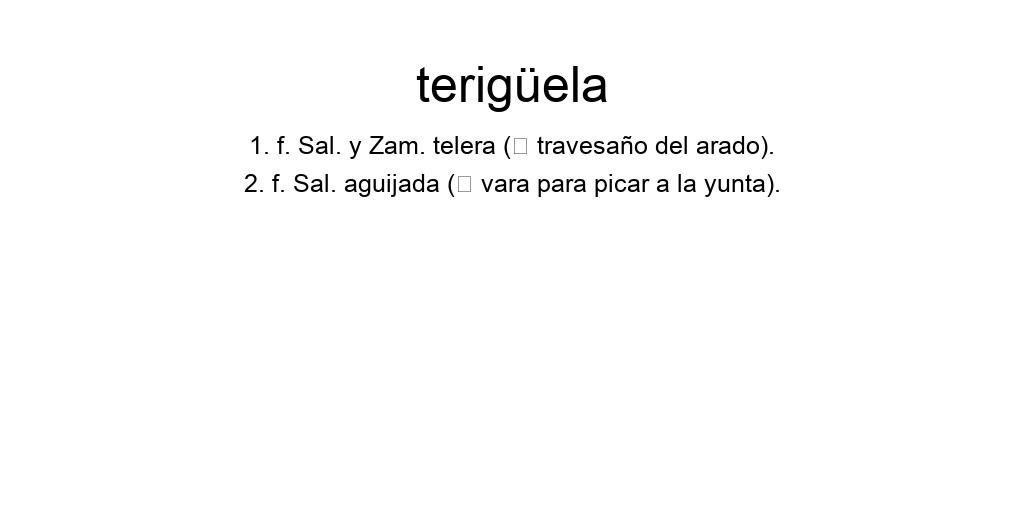 terigüela
1. f. Sal. y Zam. telera (▯ travesaño del arado).
2. f. Sal. aguijada (▯ vara para picar a la yunta).